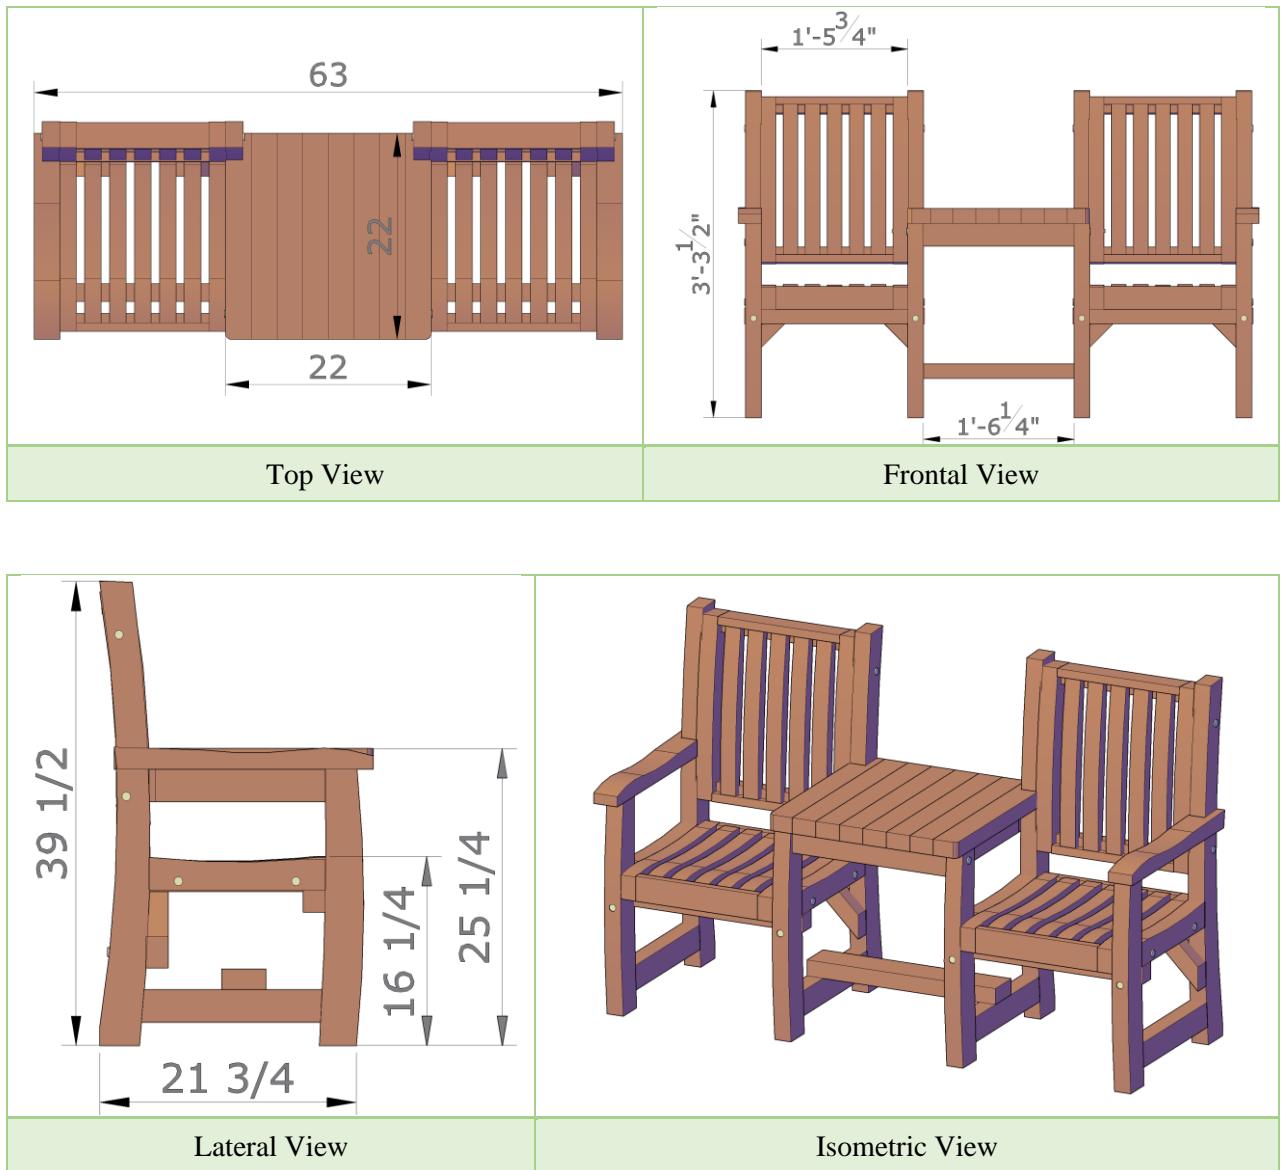 63
22
22
Top View
1'-5 3/4"
3'-3 1/2"
1'-6 1/4"
Frontal View
39 1/2
16 1/4
25 1/4
21 3/4
Lateral View
Isometric View